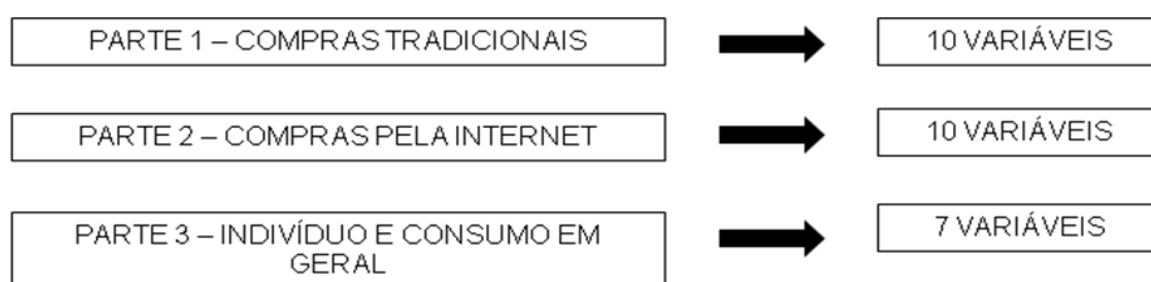 PARTE 1 – COMPRAS TRADICIONAIS
10 VARIÁVEIS
PARTE 2 – COMPRAS PELA INTERNET
10 VARIÁVEIS
PARTE 3 – INDIVÍDUO E CONSUMO EM
GERAL
7 VARIÁVEIS